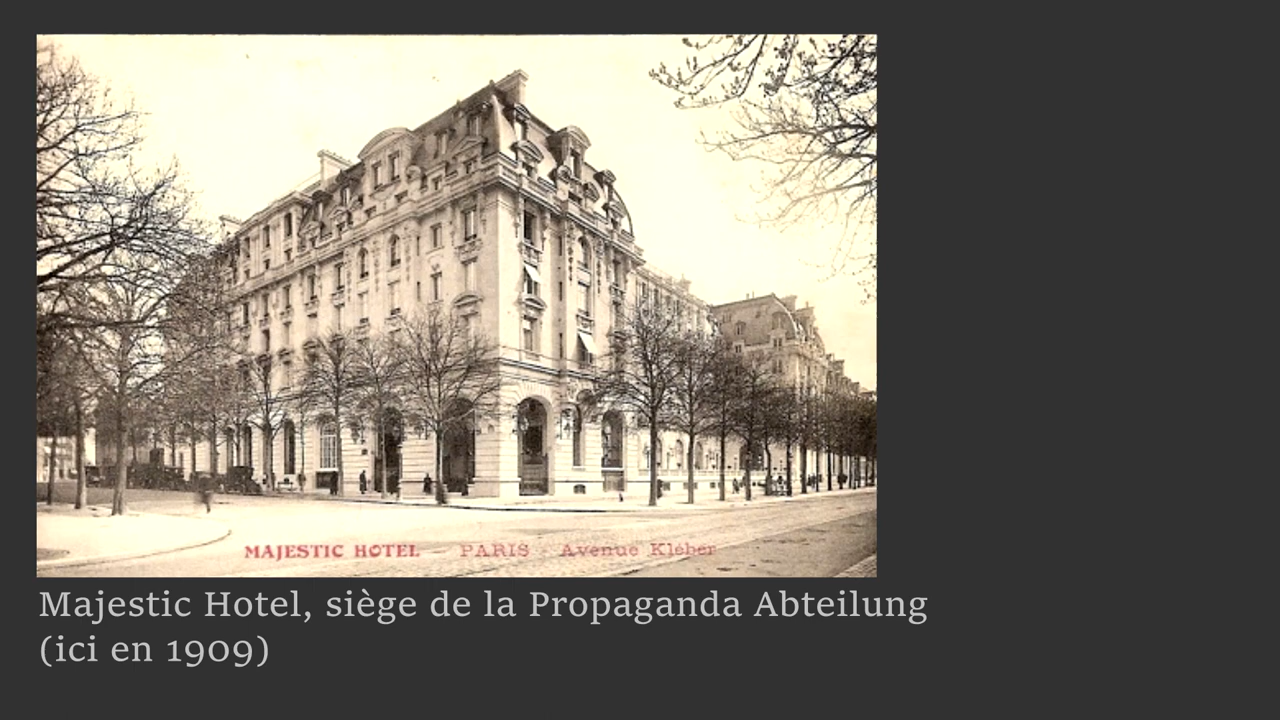 MAJESTIC HOTEL - PARIS - Avenue Kléber
Majestic Hotel, siège de la Propaganda Abteilung
(ici en 1909)